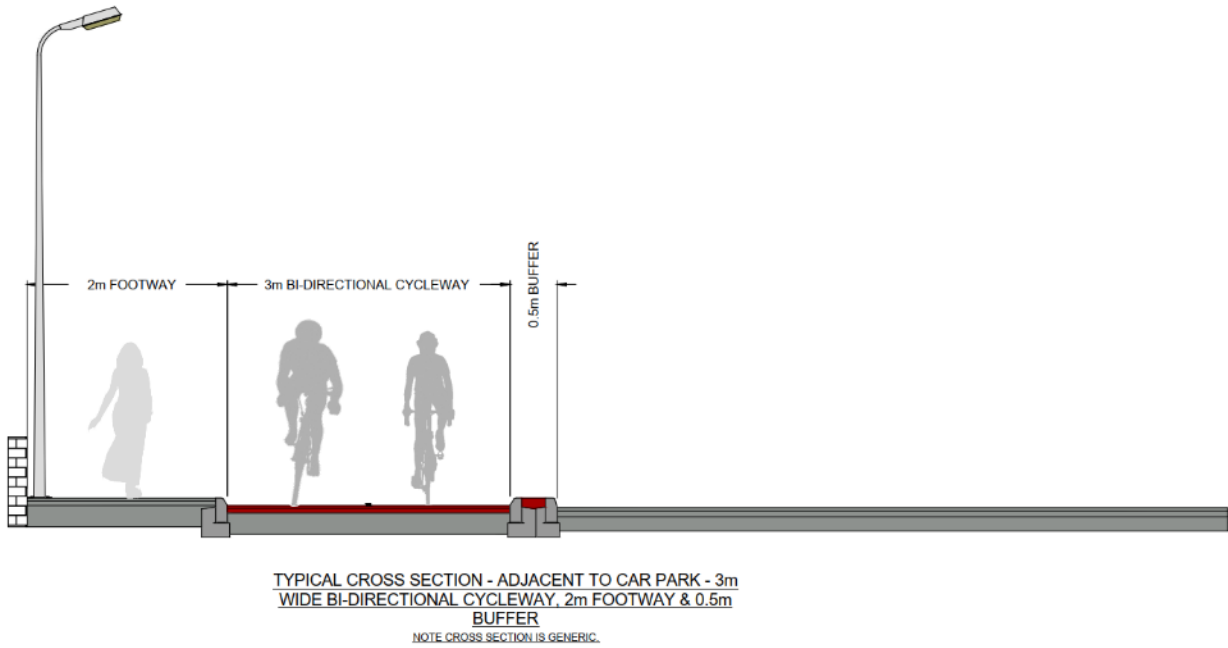 2m FOOTWAY
3m BI-DIRECTIONAL CYCLEWAY
0.5m BUFFER
TYPICAL CROSS SECTION - ADJACENT TO CAR PARK - 3m
WIDE BI-DIRECTIONAL CYCLEWAY, 2m FOOTWAY & 0.5m
BUFFER
NOTE CROSS SECTION IS GENERIC.